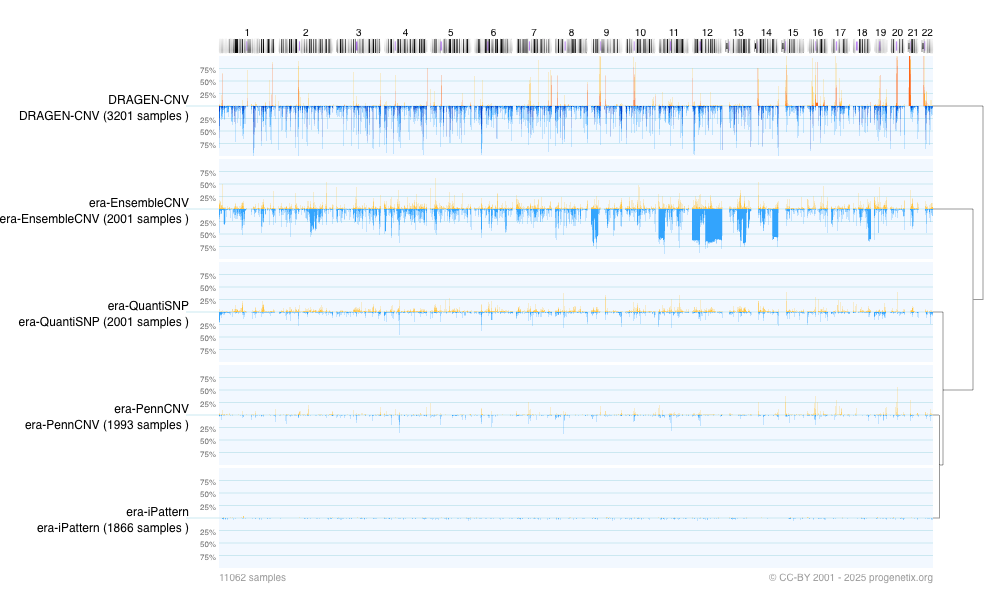 1 2 3 4 5 6 7 8 9 10 11 12 13 14 15 16 17 18 19 20 21 22
75%
50%
25%
DRAGEN-CNV
DRAGEN-CNV (3201 samples )
25%
50%
75%
75%
50%
25%
era-EnsembleCNV
era-EnsembleCNV (2001 samples )
25%
50%
75%
75%
50%
25%
era-QuantiSNP
era-QuantiSNP (2001 samples )
25%
50%
75%
75%
50%
25%
era-PennCNV
era-PennCNV (1993 samples )
25%
50%
75%
75%
50%
25%
era-iPattern
era-iPattern (1866 samples )
25%
50%
75%
11062 samples
© CC-BY 2001 - 2025 progenetix.org